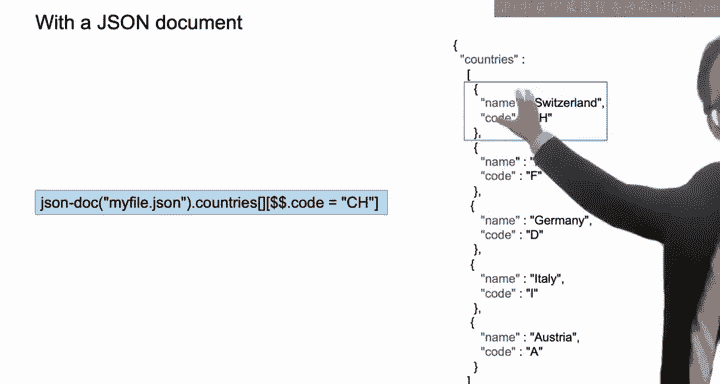 With a JSON document
{
"countries" :
[
{
"name" "Switzerland",
"code" H"
},
{
"name" :
"code" : "F"
},
{
"name" : "Germany",
"code" : "D"
},
{
"name" : "Italy",
"code" : "I"
},
{
"name" : "Austria",
"code" : "A"
}
]
json-doc("myfile.json").countries[][$$.code = "CH"]